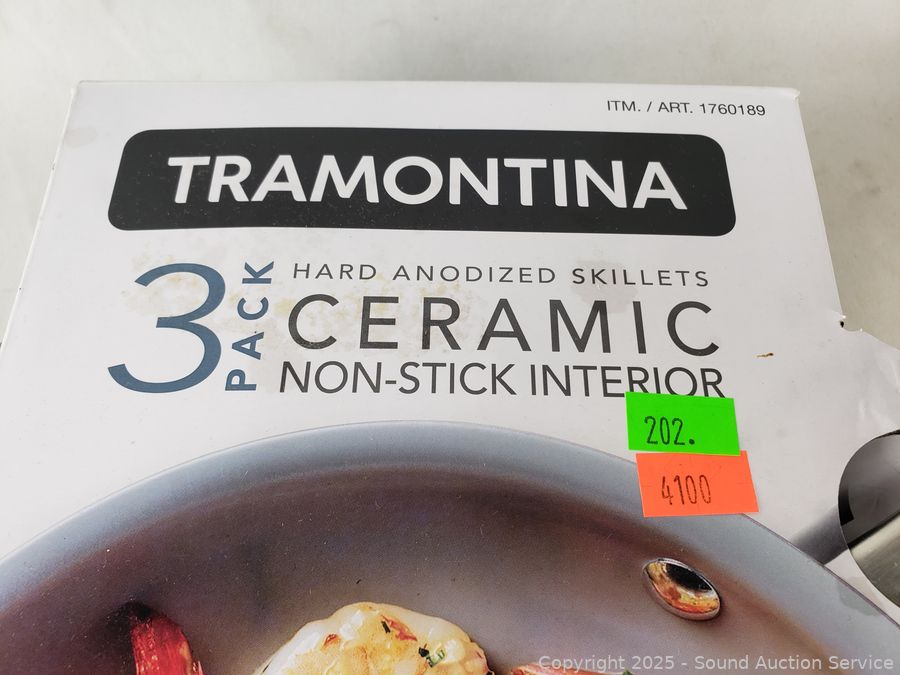 ITM. / ART. 1760189
TRAMONTINA
3 PACK
HARD ANODIZED SKILLETS
CERAMIC
NON-STICK INTERIOR
202.
4100
Copyright 2025 - Sound Auction Service